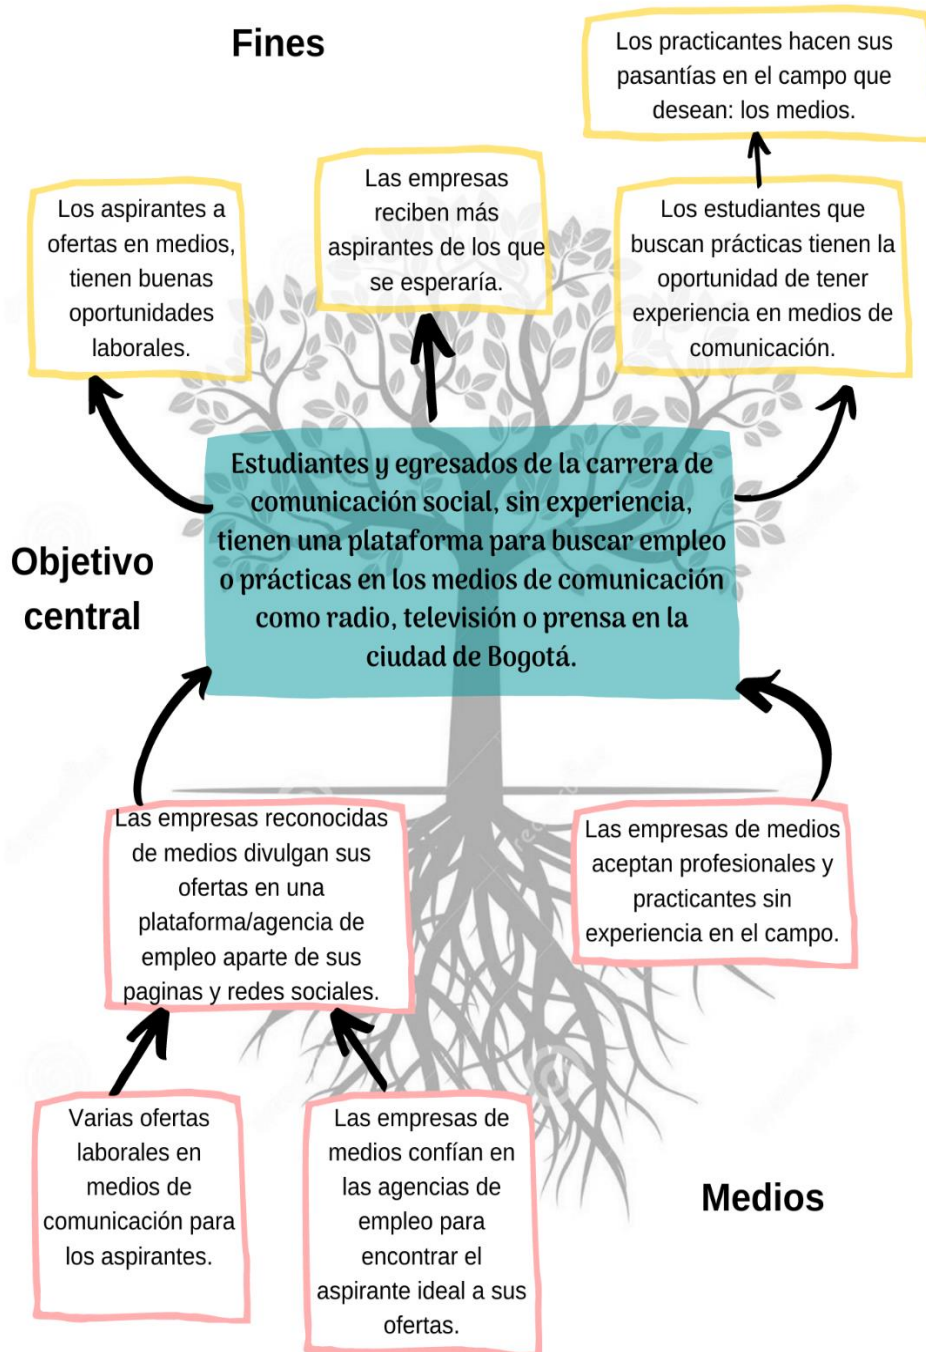 Fines
Los practicantes hacen sus
pasantías en el campo que
desean: los medios.
Los aspirantes a
ofertas en medios,
tienen buenas
oportunidades
laborales.
Las empresas
reciben más
aspirantes de los que
se esperaría.
Los estudiantes que
buscan prácticas tienen la
oportunidad de tener
experiencia en medios de
comunicación.
Objetivo
central
Estudiantes y egresados de la carrera de
comunicación social, sin experiencia,
tienen una plataforma para buscar empleo
o prácticas en los medios de comunicación
como radio, televisión o prensa en la
ciudad de Bogotá.
Las empresas reconocidas
de medios divulgan sus
ofertas en una
plataforma/agencia de
empleo aparte de sus
paginas y redes sociales.
Las empresas de medios
aceptan profesionales y
practicantes sin
experiencia en el campo.
Varias ofertas
laborales en
medios de
comunicación para
los aspirantes.
Las empresas de
medios confían en
las agencias de
empleo para
encontrar el
aspirante ideal a sus
ofertas.
Medios